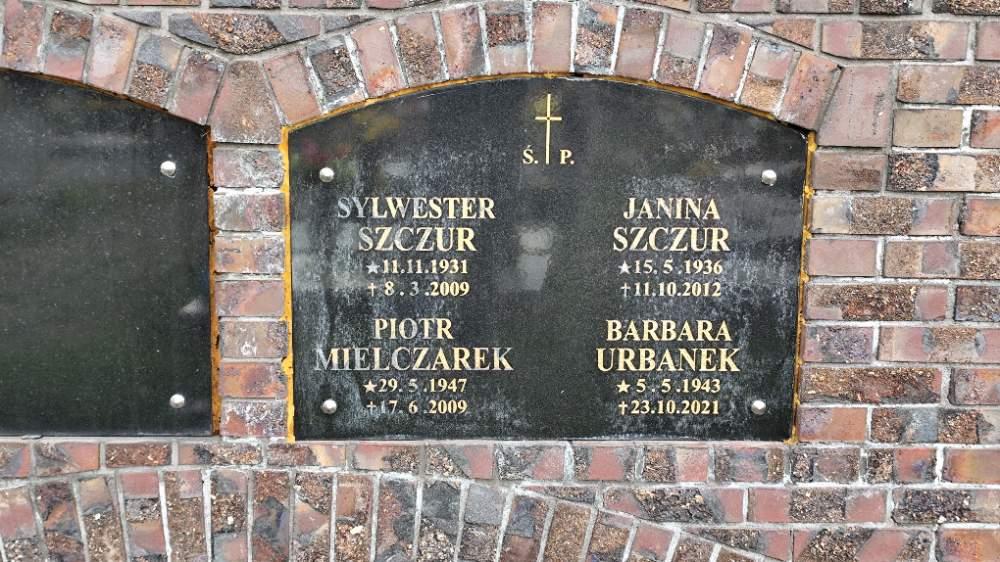 Ś. P.
SYLWESTER
SZCZUR
★11.11.1931
✝8.3.2009
PIOTR
MIELCZAREK
★29.5.1947
✝17.6.2009
JANINA
SZCZUR
★15.5.1936
✝11.10.2012
BARBARA
URBANEK
★5.5.1943
✝23.10.2021